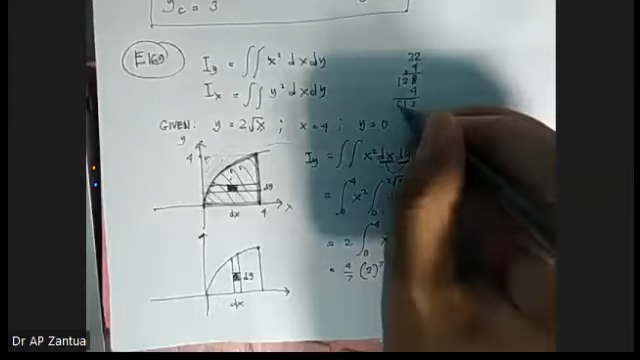 y_c = 3
E169
I_y = ∬ x² dx dy
I_x = ∬ y² dx dy
32
4
128
4
512
GIVEN: y = 2√x ; x = 4 ; y = 0
y
4
dy
dx
4
x
I_y = ∬ x² dx dy
= ∫₀⁴ x² ∫₀
= 2 ∫₀⁴ x
= 4/7 (2)⁷
dy
dx
Dr AP Zantua